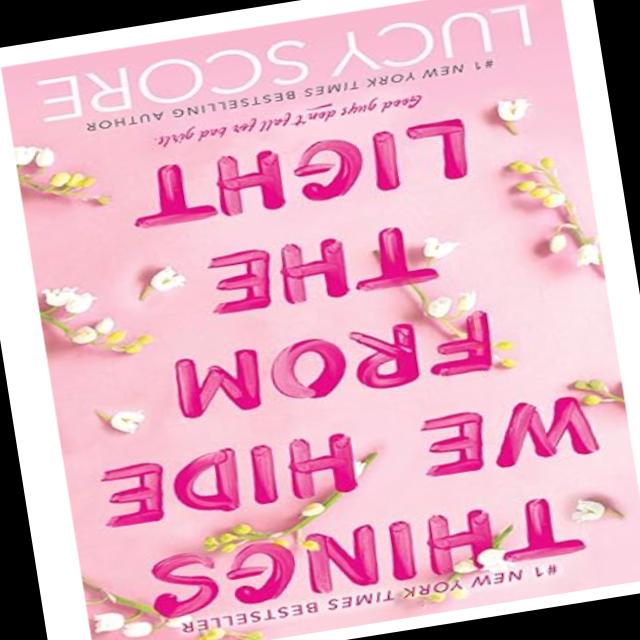 #1 NEW YORK TIMES BESTSELLER
THINGS
WE HIDE
FROM
THE
LIGHT
Good guys don't fall for bad girls.
#1 NEW YORK TIMES BESTSELLING AUTHOR
LUCY SCORE